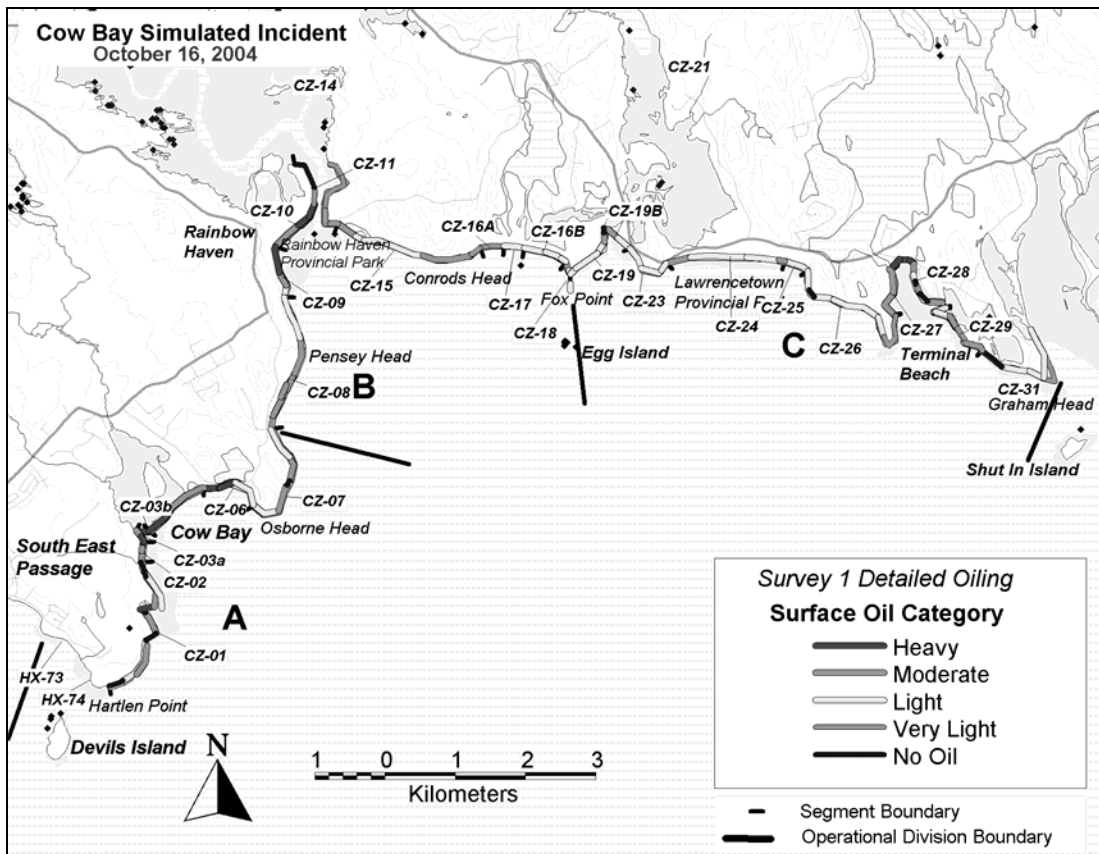 Cow Bay Simulated Incident
October 16, 2004
CZ-14
CZ-21
CZ-11
CZ-10
Rainbow
Haven
Rainbow Haven
Provincial Park
CZ-16A
CZ-16B
CZ-19B
CZ-15
Conrods Head
CZ-17
CZ-19
CZ-23
Fox Point
CZ-18
Lawrencetown
Provincial F
CZ-25
CZ-24
CZ-28
CZ-09
Egg Island
C
CZ-26
CZ-27
CZ-29
Terminal
Beach
Pensey Head
CZ-08
B
CZ-31
Graham Head
Shut In Island
CZ-03b
CZ-06
CZ-07
Cow Bay
Osborne Head
South East
Passage
CZ-03a
CZ-02
A
CZ-01
HX-73
HX-74
Hartlen Point
Devils Island
N
1 0 1 2 3
Kilometers
Survey 1 Detailed Oiling
Surface Oil Category
Heavy
Moderate
Light
Very Light
No Oil
Segment Boundary
Operational Division Boundary